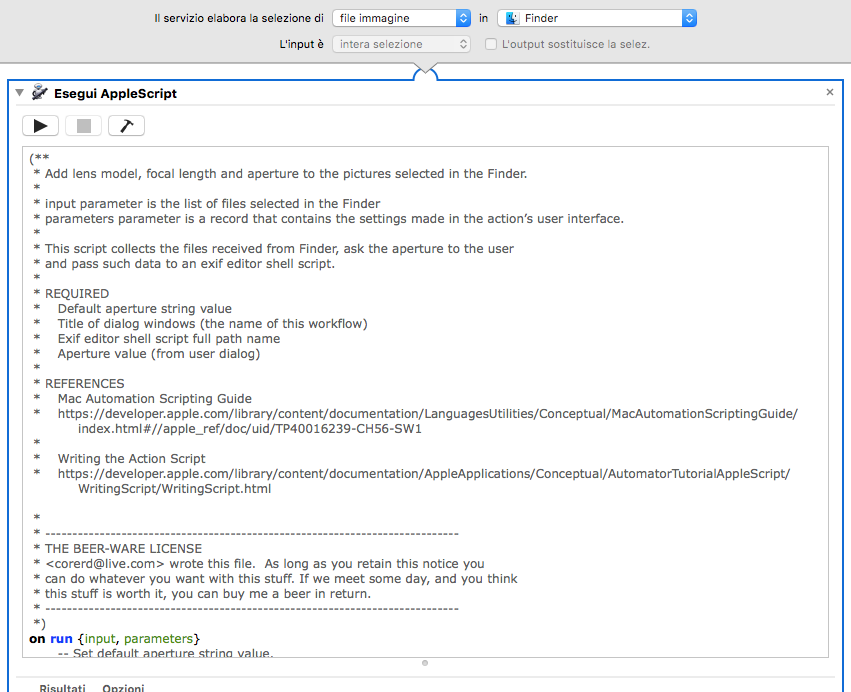 Il servizio elabora la selezione di file immagine in Finder
L'input è intera selezione L'output sostituisce la selez.
Esegui AppleScript
(**
* Add lens model, focal length and aperture to the pictures selected in the Finder.
*
* input parameter is the list of files selected in the Finder
* parameters parameter is a record that contains the settings made in the action’s user interface.
*
* This script collects the files received from Finder, ask the aperture to the user
* and pass such data to an exif editor shell script.
*
* REQUIRED
* Default aperture string value
* Title of dialog windows (the name of this workflow)
* Exif editor shell script full path name
* Aperture value (from user dialog)
*
* REFERENCES
* Mac Automation Scripting Guide
* https://developer.apple.com/library/content/documentation/LanguagesUtilities/Conceptual/MacAutomationScriptingGuide/
index.html#//apple_ref/doc/uid/TP40016239-CH56-SW1
*
* Writing the Action Script
* https://developer.apple.com/library/content/documentation/AppleApplications/Conceptual/AutomatorTutorialAppleScript/
WritingScript/WritingScript.html
*
* ----------------------------------------------------------------------------
* THE BEER-WARE LICENSE
* <corerd@live.com> wrote this file.  As long as you retain this notice you
* can do whatever you want with this stuff. If we meet some day, and you think
* this stuff is worth it, you can buy me a beer in return.
* ----------------------------------------------------------------------------
*)
on run {input, parameters}
-- Set default aperture string value.
Risultati Opzioni